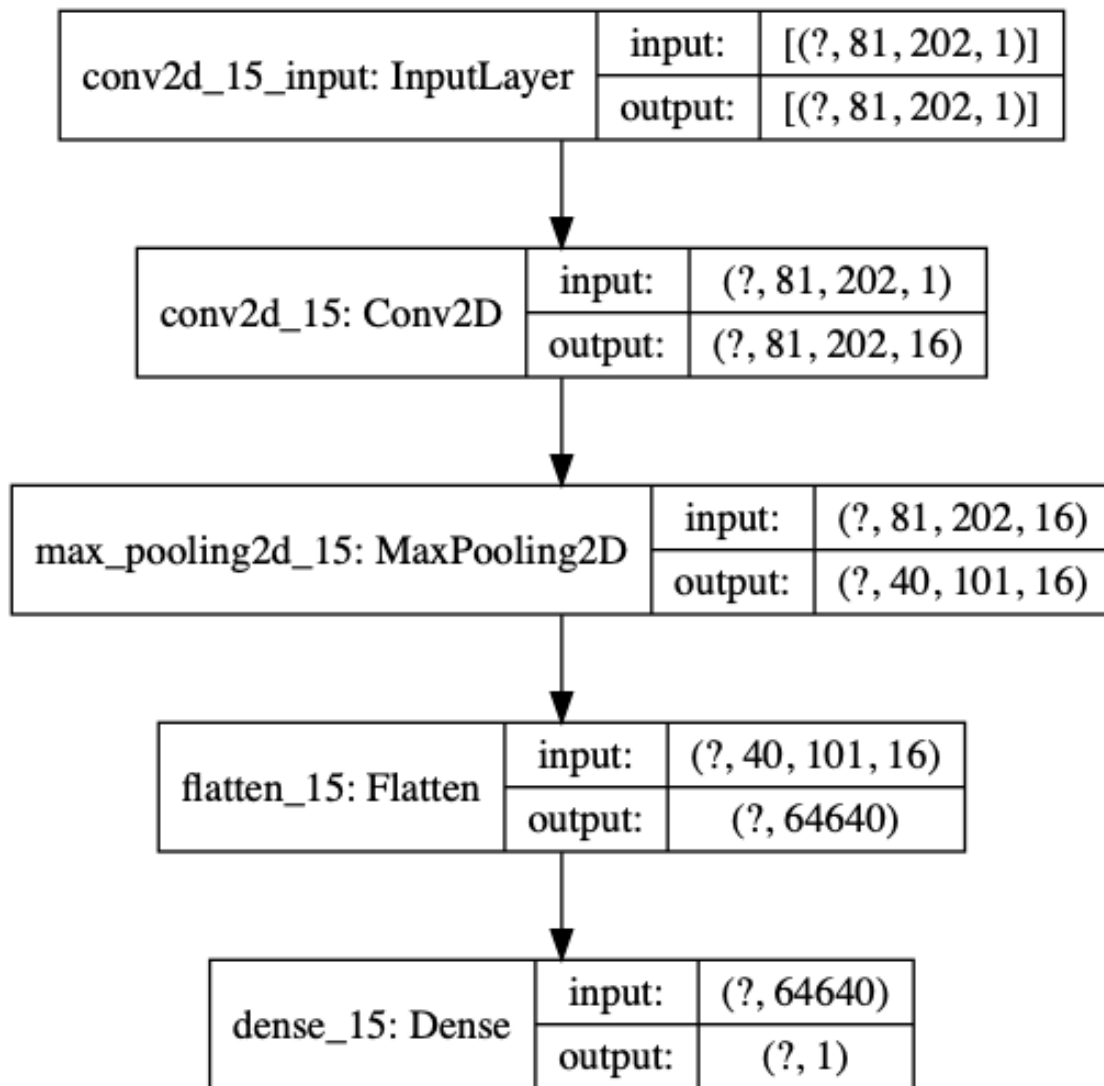 conv2d_15_input: InputLayer
input: [(?, 81, 202, 1)]
output: [(?, 81, 202, 1)]
conv2d_15: Conv2D
input: (?, 81, 202, 1)
output: (?, 81, 202, 16)
max_pooling2d_15: MaxPooling2D
input: (?, 81, 202, 16)
output: (?, 40, 101, 16)
flatten_15: Flatten
input: (?, 40, 101, 16)
output: (?, 64640)
dense_15: Dense
input: (?, 64640)
output: (?, 1)